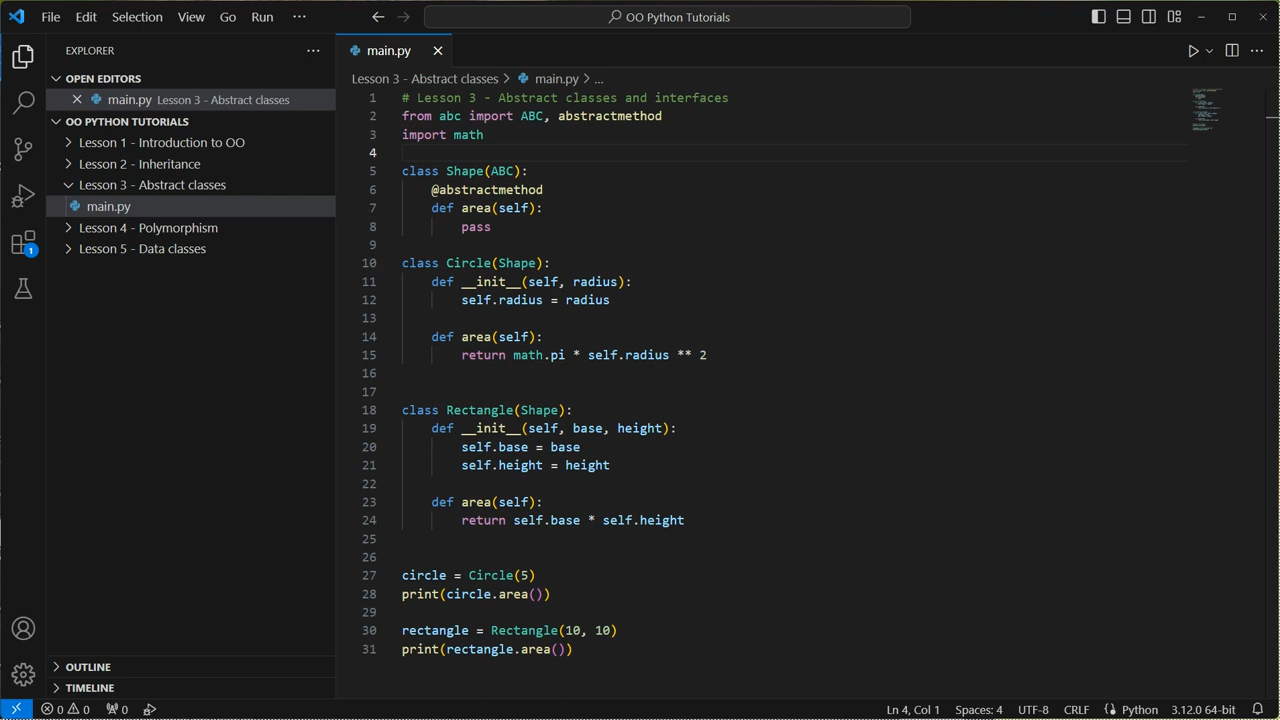 File Edit Selection View Go Run ···
OO Python Tutorials
EXPLORER ···
OPEN EDITORS
main.py Lesson 3 - Abstract classes
OO PYTHON TUTORIALS
Lesson 1 - Introduction to OO
Lesson 2 - Inheritance
Lesson 3 - Abstract classes
main.py
Lesson 4 - Polymorphism
Lesson 5 - Data classes
1
OUTLINE
TIMELINE
main.py
Lesson 3 - Abstract classes > main.py > ...
1 # Lesson 3 - Abstract classes and interfaces
2 from abc import ABC, abstractmethod
3 import math
4
5 class Shape(ABC):
6     @abstractmethod
7     def area(self):
8         pass
9
10 class Circle(Shape):
11     def __init__(self, radius):
12         self.radius = radius
13
14     def area(self):
15         return math.pi * self.radius ** 2
16
17
18 class Rectangle(Shape):
19     def __init__(self, base, height):
20         self.base = base
21         self.height = height
22
23     def area(self):
24         return self.base * self.height
25
26
27 circle = Circle(5)
28 print(circle.area())
29
30 rectangle = Rectangle(10, 10)
31 print(rectangle.area())
0 0 0 Ln 4, Col 1 Spaces: 4 UTF-8 CRLF Python 3.12.0 64-bit